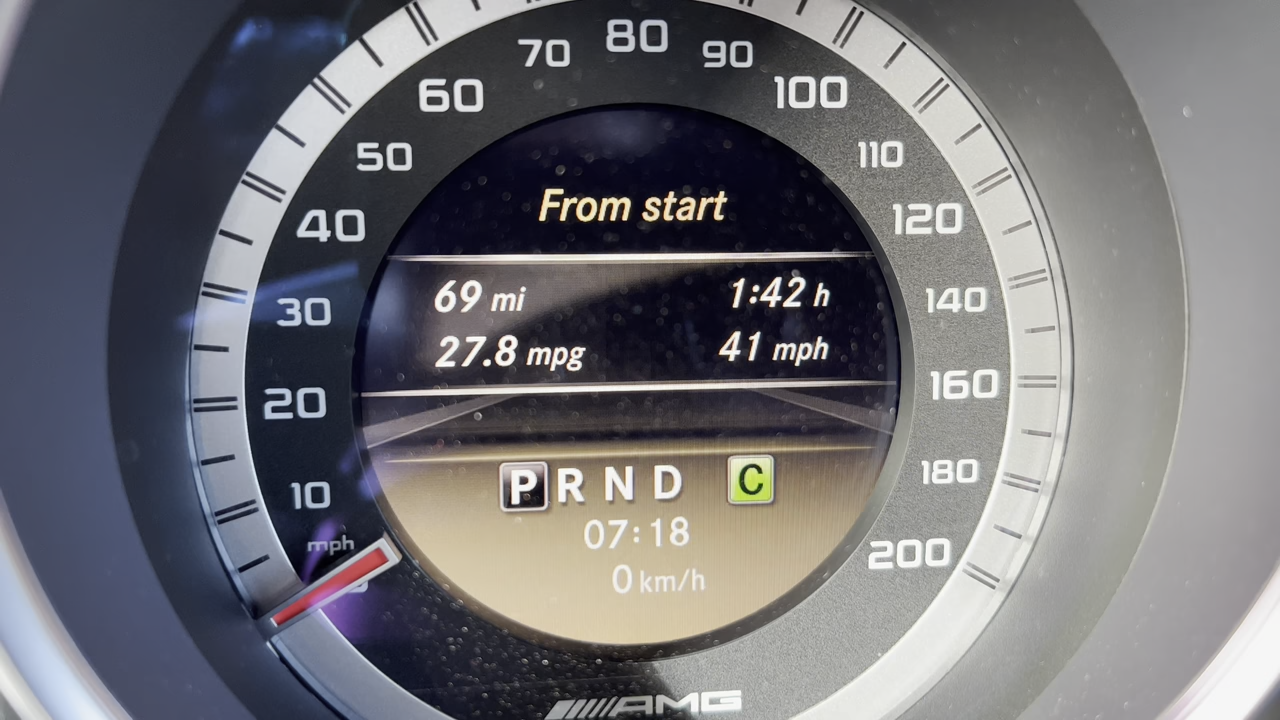 80
70 90
60 100
50 110
40 120
30 140
20 160
10 180
mph 200
From start
69 mi 1:42 h
27.8 mpg 41 mph
P R N D C
07:18
0 km/h
AMG